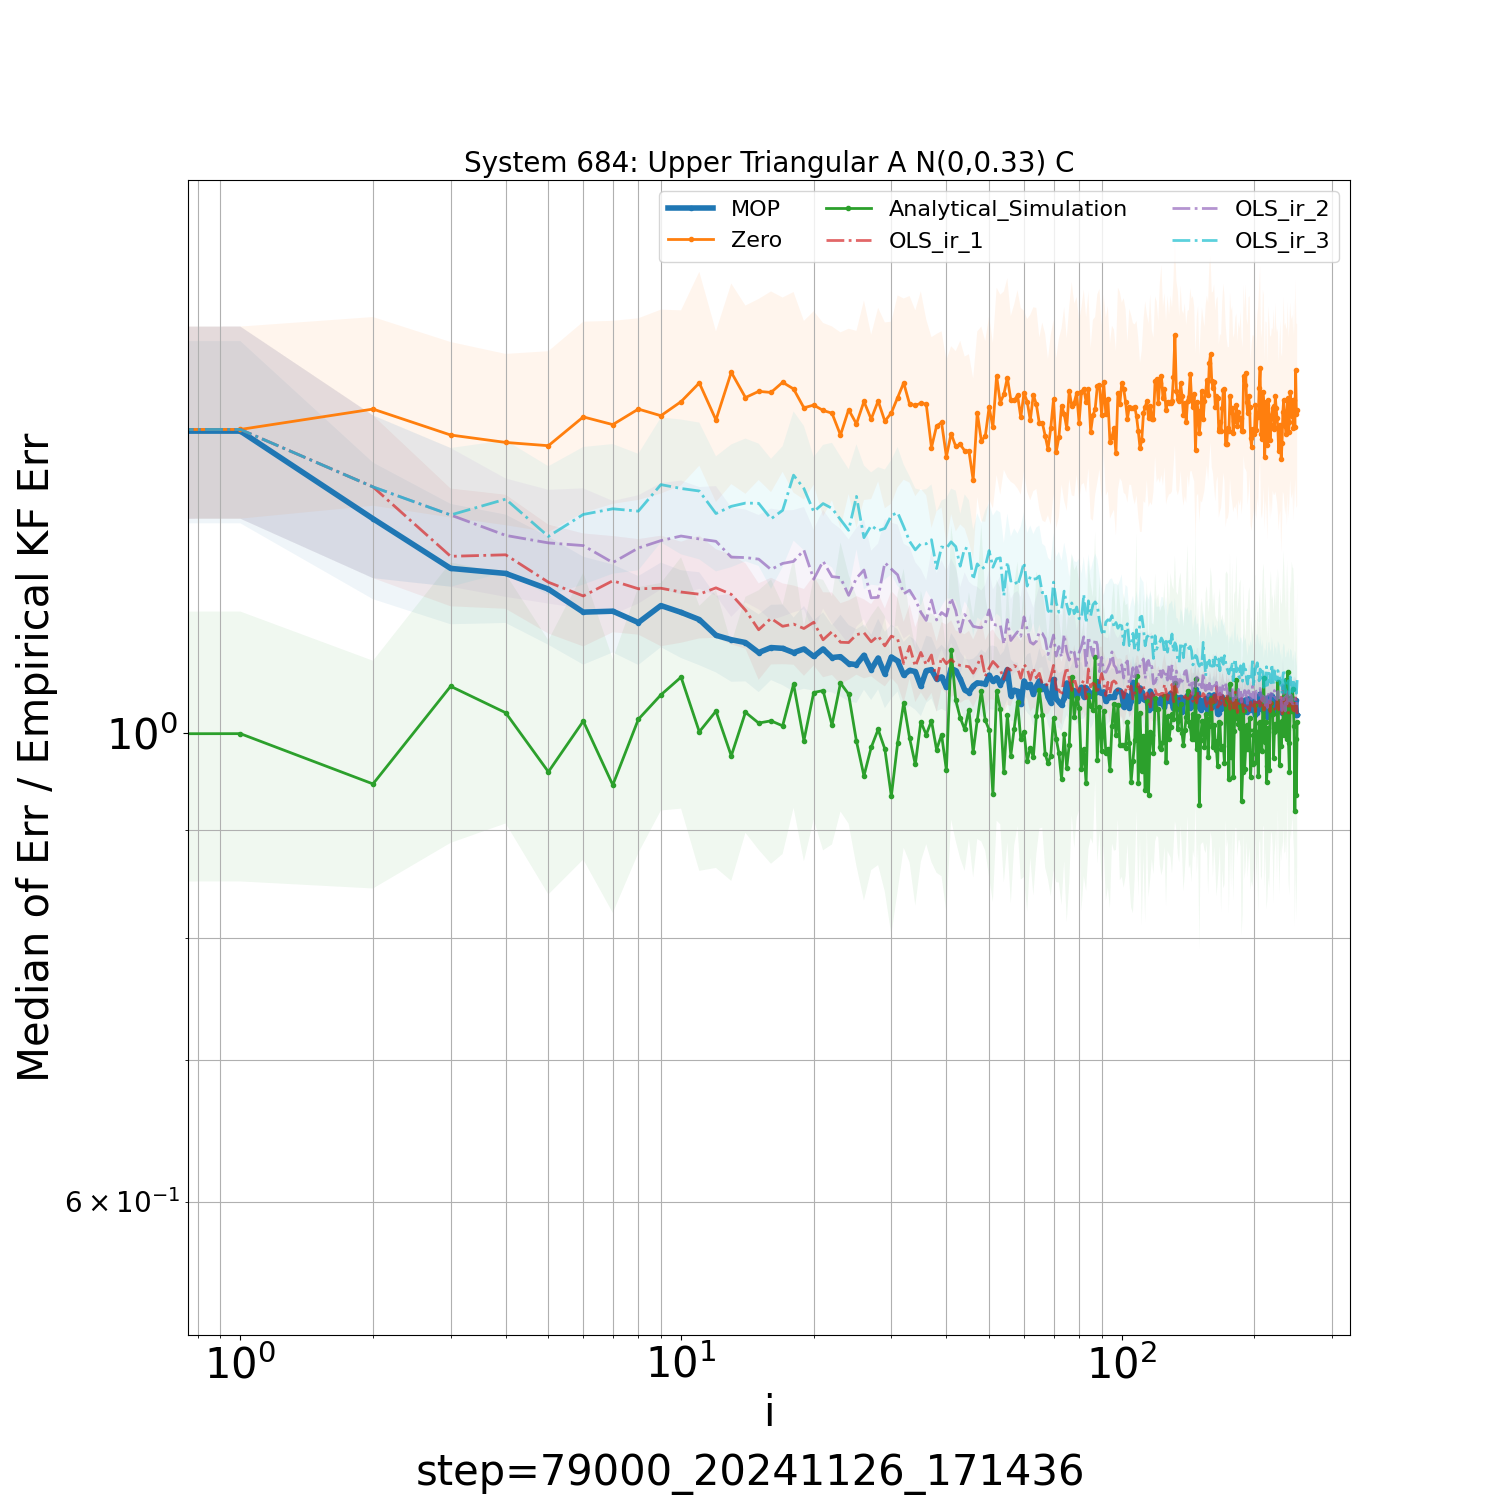 System 684: Upper Triangular A N(0,0.33) C
MOP
Zero
Analytical_Simulation
OLS_ir_1
OLS_ir_2
OLS_ir_3
Median of Err / Empirical KF Err
10⁰
6 × 10⁻¹
10⁰ 10¹ 10²
i
step=79000_20241126_171436